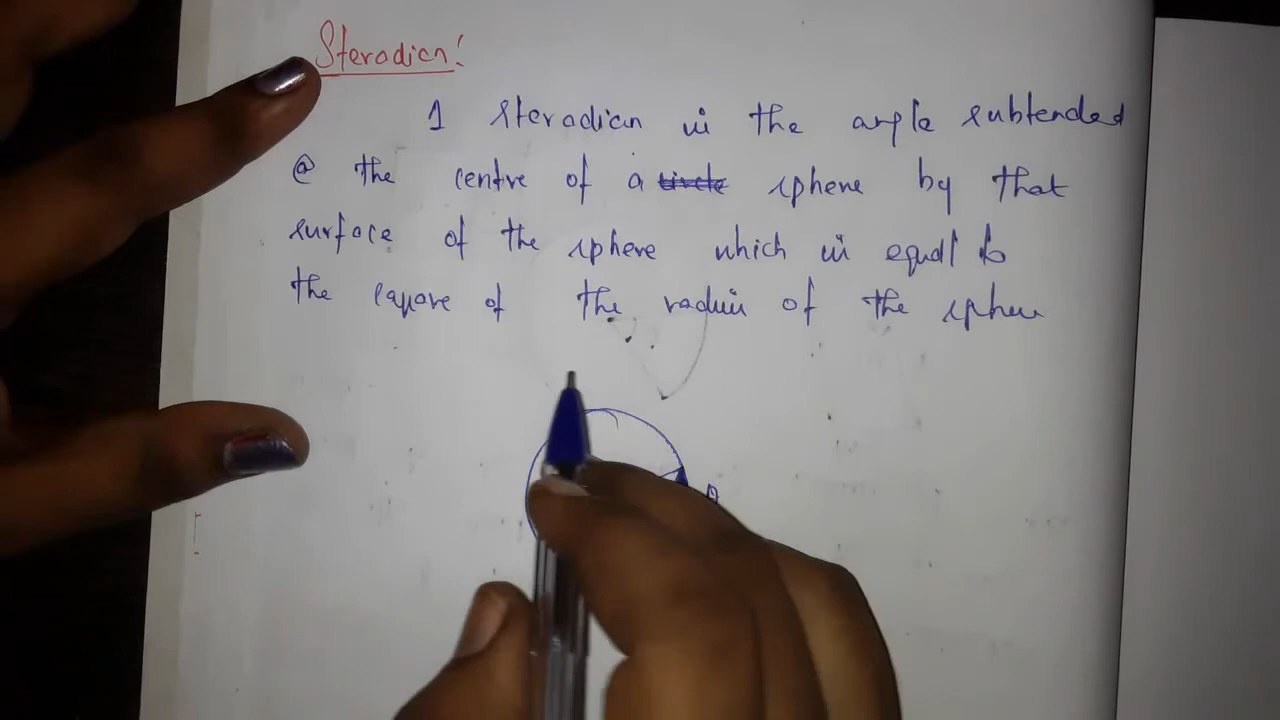 Steradian:
1 steradian is the angle subtended
@ the centre of a circle sphere by that
surface of the sphere which is equal to
the square of the radius of the sphere
A